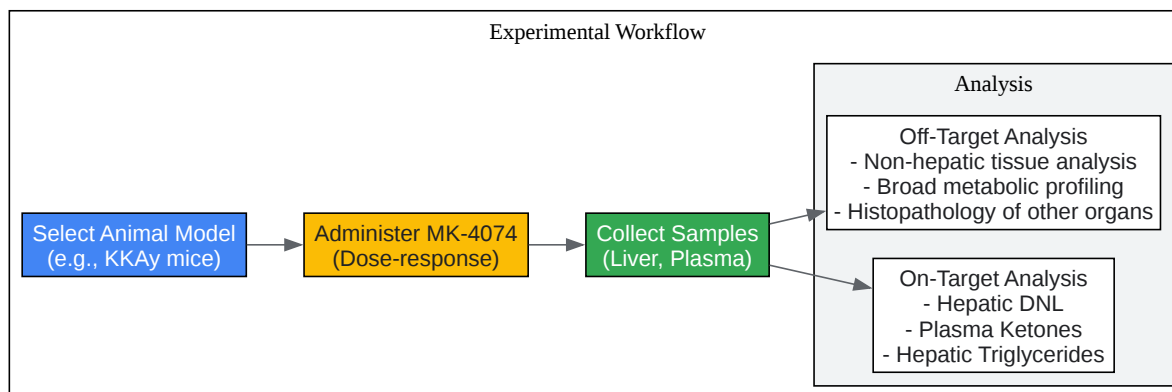 Experimental Workflow
Analysis
Off-Target Analysis
- Non-hepatic tissue analysis
- Broad metabolic profiling
- Histopathology of other organs
Select Animal Model
(e.g., KKAy mice)
Administer MK-4074
(Dose-response)
Collect Samples
(Liver, Plasma)
On-Target Analysis
- Hepatic DNL
- Plasma Ketones
- Hepatic Triglycerides